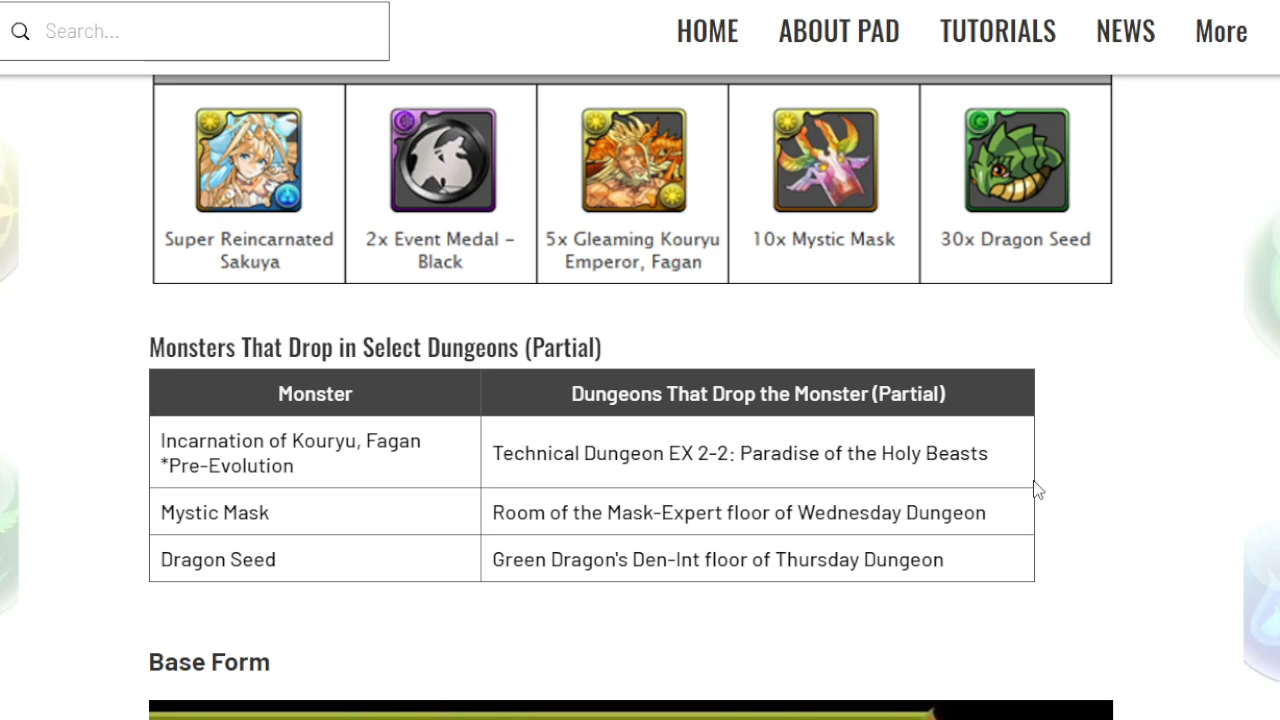 Search...
HOME ABOUT PAD TUTORIALS NEWS More
Super Reincarnated
Sakuya
2x Event Medal -
Black
5x Gleaming Kouryu
Emperor, Fagan
10x Mystic Mask
30x Dragon Seed
Monsters That Drop in Select Dungeons (Partial)
Monster
Dungeons That Drop the Monster (Partial)
Incarnation of Kouryu, Fagan
*Pre-Evolution
Technical Dungeon EX 2-2: Paradise of the Holy Beasts
Mystic Mask
Room of the Mask-Expert floor of Wednesday Dungeon
Dragon Seed
Green Dragon's Den-Int floor of Thursday Dungeon
Base Form